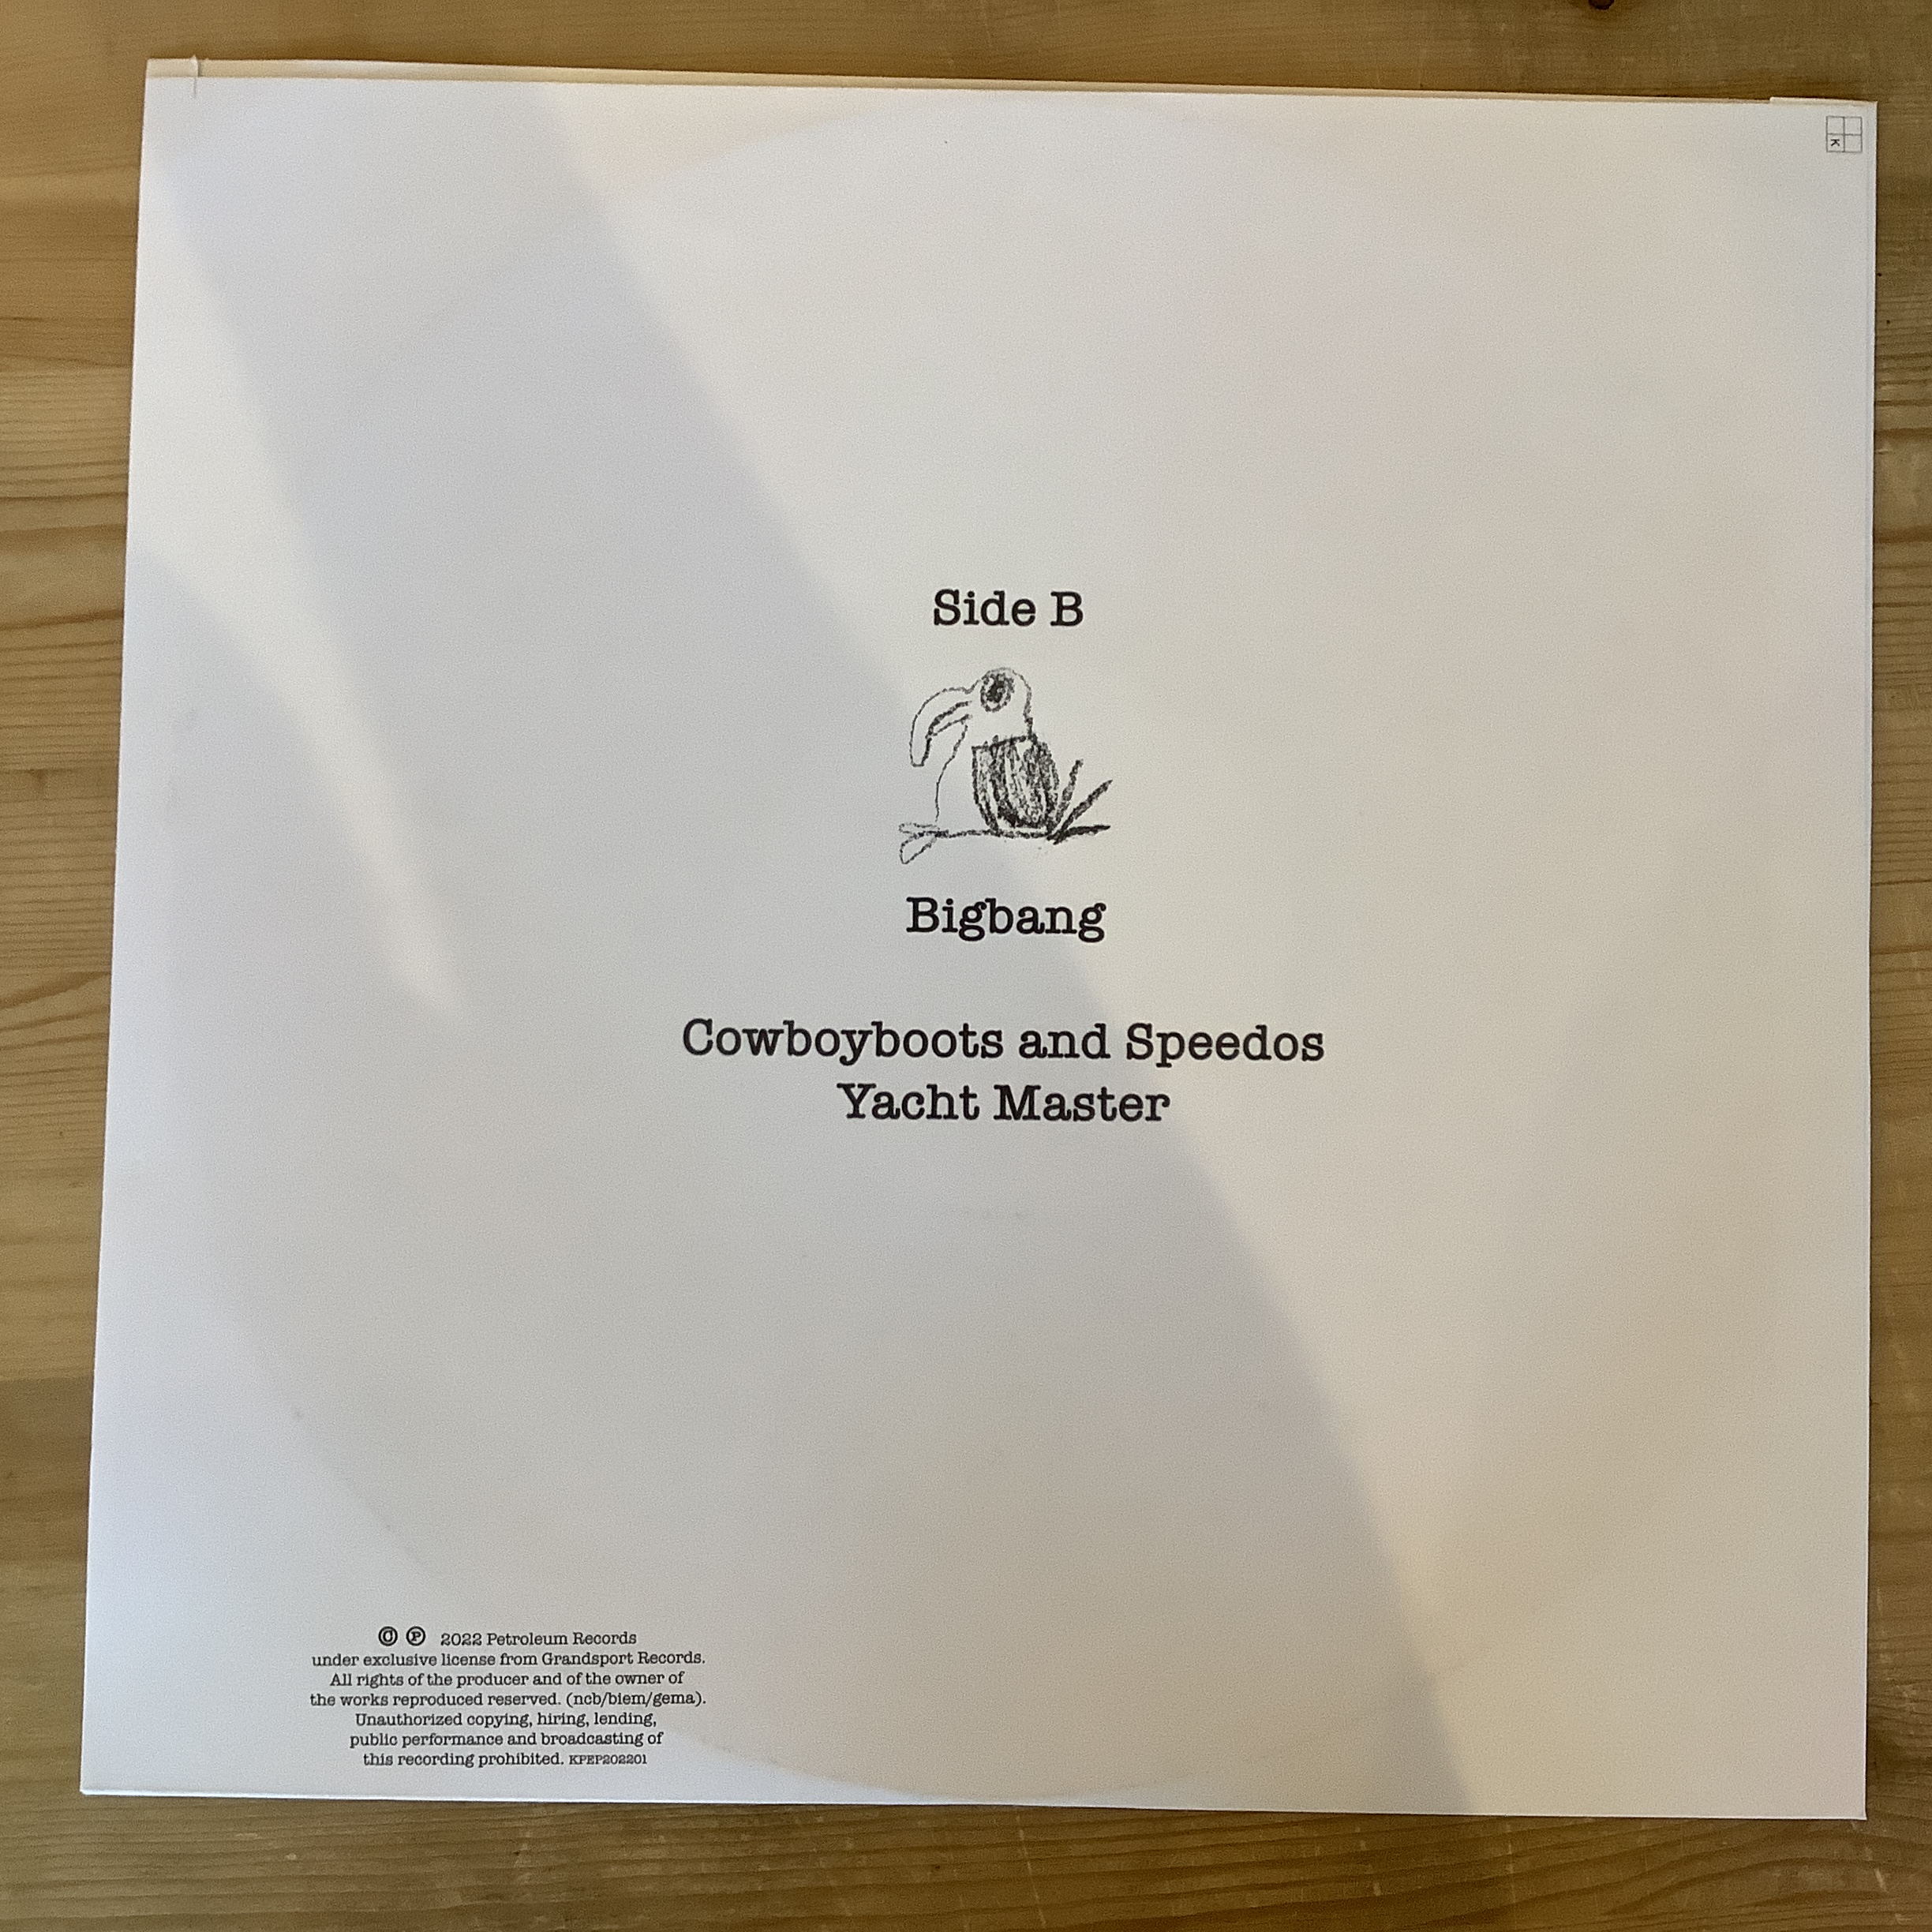 K
Side B
Bigbang
Cowboyboots and Speedos
Yacht Master
© ℗ 2022 Petroleum Records
under exclusive license from Grandsport Records.
All rights of the producer and of the owner of
the works reproduced reserved. (ncb/biem/gema).
Unauthorized copying, hiring, lending,
public performance and broadcasting of
this recording prohibited. KPEP202201